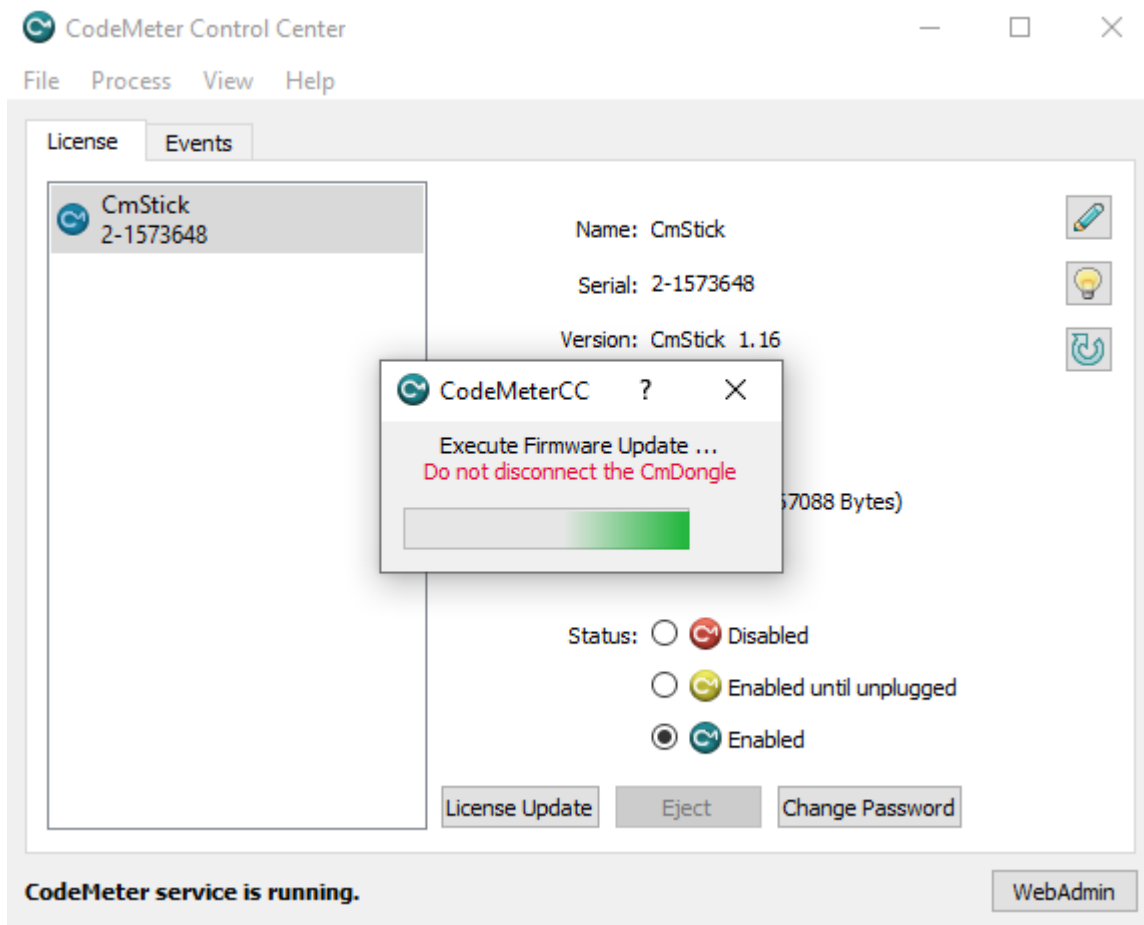 CodeMeter Control Center
File Process View Help
License Events
CmStick
2-1573648
Name: CmStick
Serial: 2-1573648
Version: CmStick 1.16
CodeMeterCC ?
Execute Firmware Update ...
Do not disconnect the CmDongle
57088 Bytes)
Status: Disabled
Enabled until unplugged
Enabled
License Update Eject Change Password
CodeMeter service is running. WebAdmin